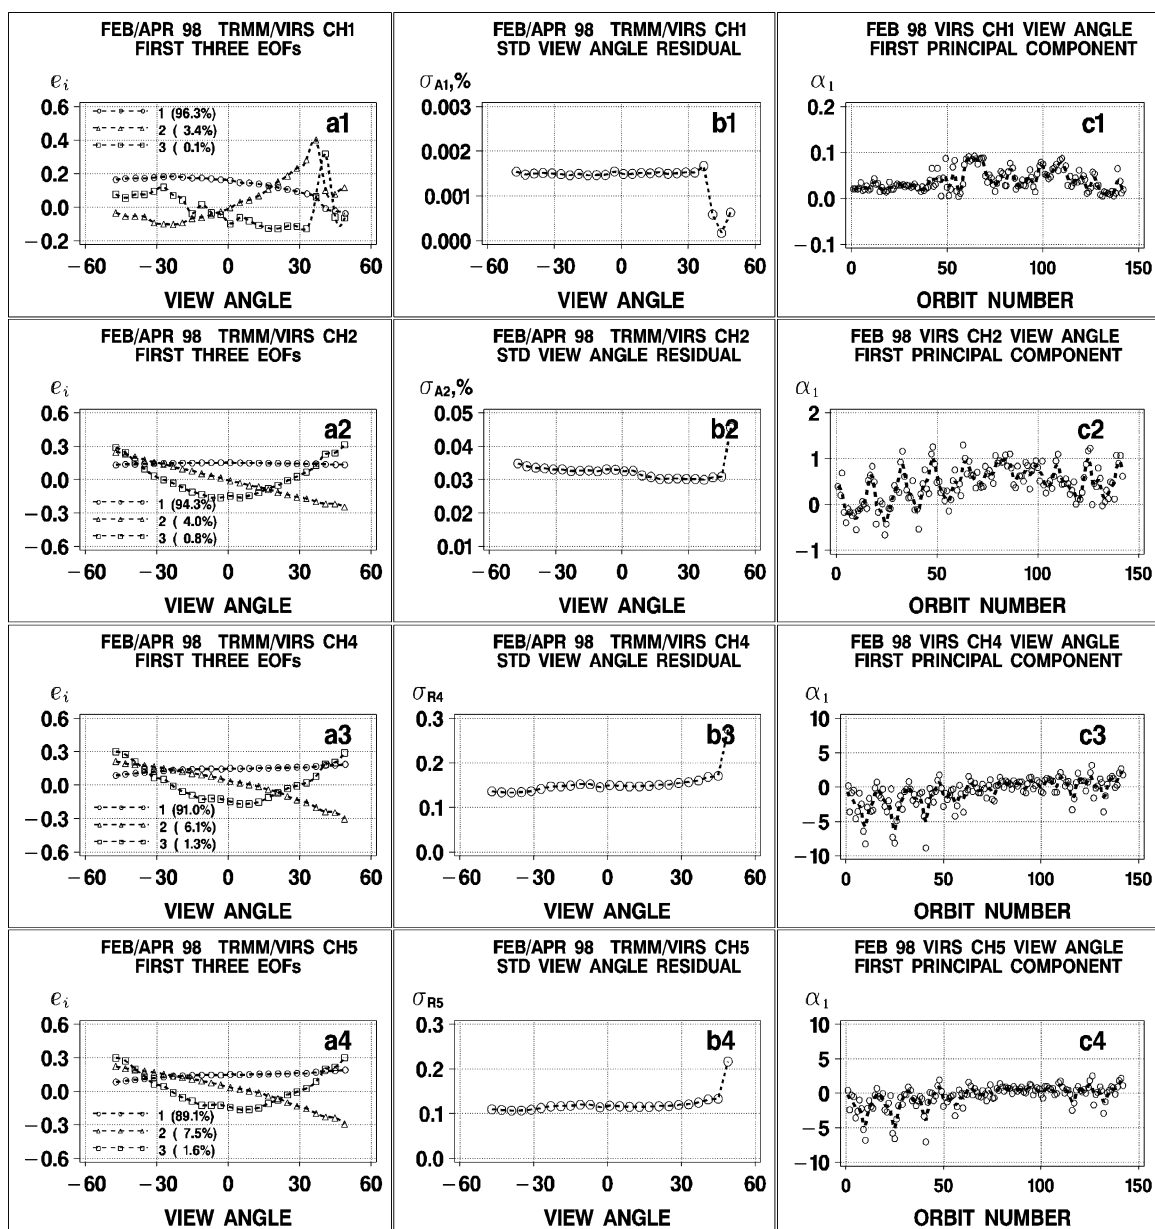 FEB/APR 98 TRMM/VIRS CH1
FIRST THREE EOFs
e_i
0.6
0.4
0.2
0.0
−0.2
1 (96.3%)
2 ( 3.4%)
3 ( 0.1%)
a1
−60
−30
0
30
60
VIEW ANGLE
FEB/APR 98 TRMM/VIRS CH1
STD VIEW ANGLE RESIDUAL
σ_A1,%
0.003
0.002
0.001
0.000
b1
−60
−30
0
30
60
VIEW ANGLE
FEB 98 VIRS CH1 VIEW ANGLE
FIRST PRINCIPAL COMPONENT
α_1
0.2
0.1
0.0
−0.1
c1
0
50
100
150
ORBIT NUMBER
FEB/APR 98 TRMM/VIRS CH2
FIRST THREE EOFs
e_i
0.6
0.3
0.0
−0.3
−0.6
a2
1 (94.3%)
2 ( 4.0%)
3 ( 0.8%)
−60
−30
0
30
60
VIEW ANGLE
FEB/APR 98 TRMM/VIRS CH2
STD VIEW ANGLE RESIDUAL
σ_A2,%
0.05
0.04
0.03
0.02
0.01
b2
−60
−30
0
30
60
VIEW ANGLE
FEB 98 VIRS CH2 VIEW ANGLE
FIRST PRINCIPAL COMPONENT
α_1
2
1
0
−1
c2
0
50
100
150
ORBIT NUMBER
FEB/APR 98 TRMM/VIRS CH4
FIRST THREE EOFs
e_i
0.6
0.3
0.0
−0.3
−0.6
a3
1 (91.0%)
2 ( 6.1%)
3 ( 1.3%)
−60
−30
0
30
60
VIEW ANGLE
FEB/APR 98 TRMM/VIRS CH4
STD VIEW ANGLE RESIDUAL
σ_R4
0.3
0.2
0.1
0.0
b3
−60
−30
0
30
60
VIEW ANGLE
FEB 98 VIRS CH4 VIEW ANGLE
FIRST PRINCIPAL COMPONENT
α_1
10
5
0
−5
−10
c3
0
50
100
150
ORBIT NUMBER
FEB/APR 98 TRMM/VIRS CH5
FIRST THREE EOFs
e_i
0.6
0.3
0.0
−0.3
−0.6
a4
1 (89.1%)
2 ( 7.5%)
3 ( 1.6%)
−60
−30
0
30
60
VIEW ANGLE
FEB/APR 98 TRMM/VIRS CH5
STD VIEW ANGLE RESIDUAL
σ_R5
0.3
0.2
0.1
0.0
b4
−60
−30
0
30
60
VIEW ANGLE
FEB 98 VIRS CH5 VIEW ANGLE
FIRST PRINCIPAL COMPONENT
α_1
10
5
0
−5
−10
c4
0
50
100
150
ORBIT NUMBER